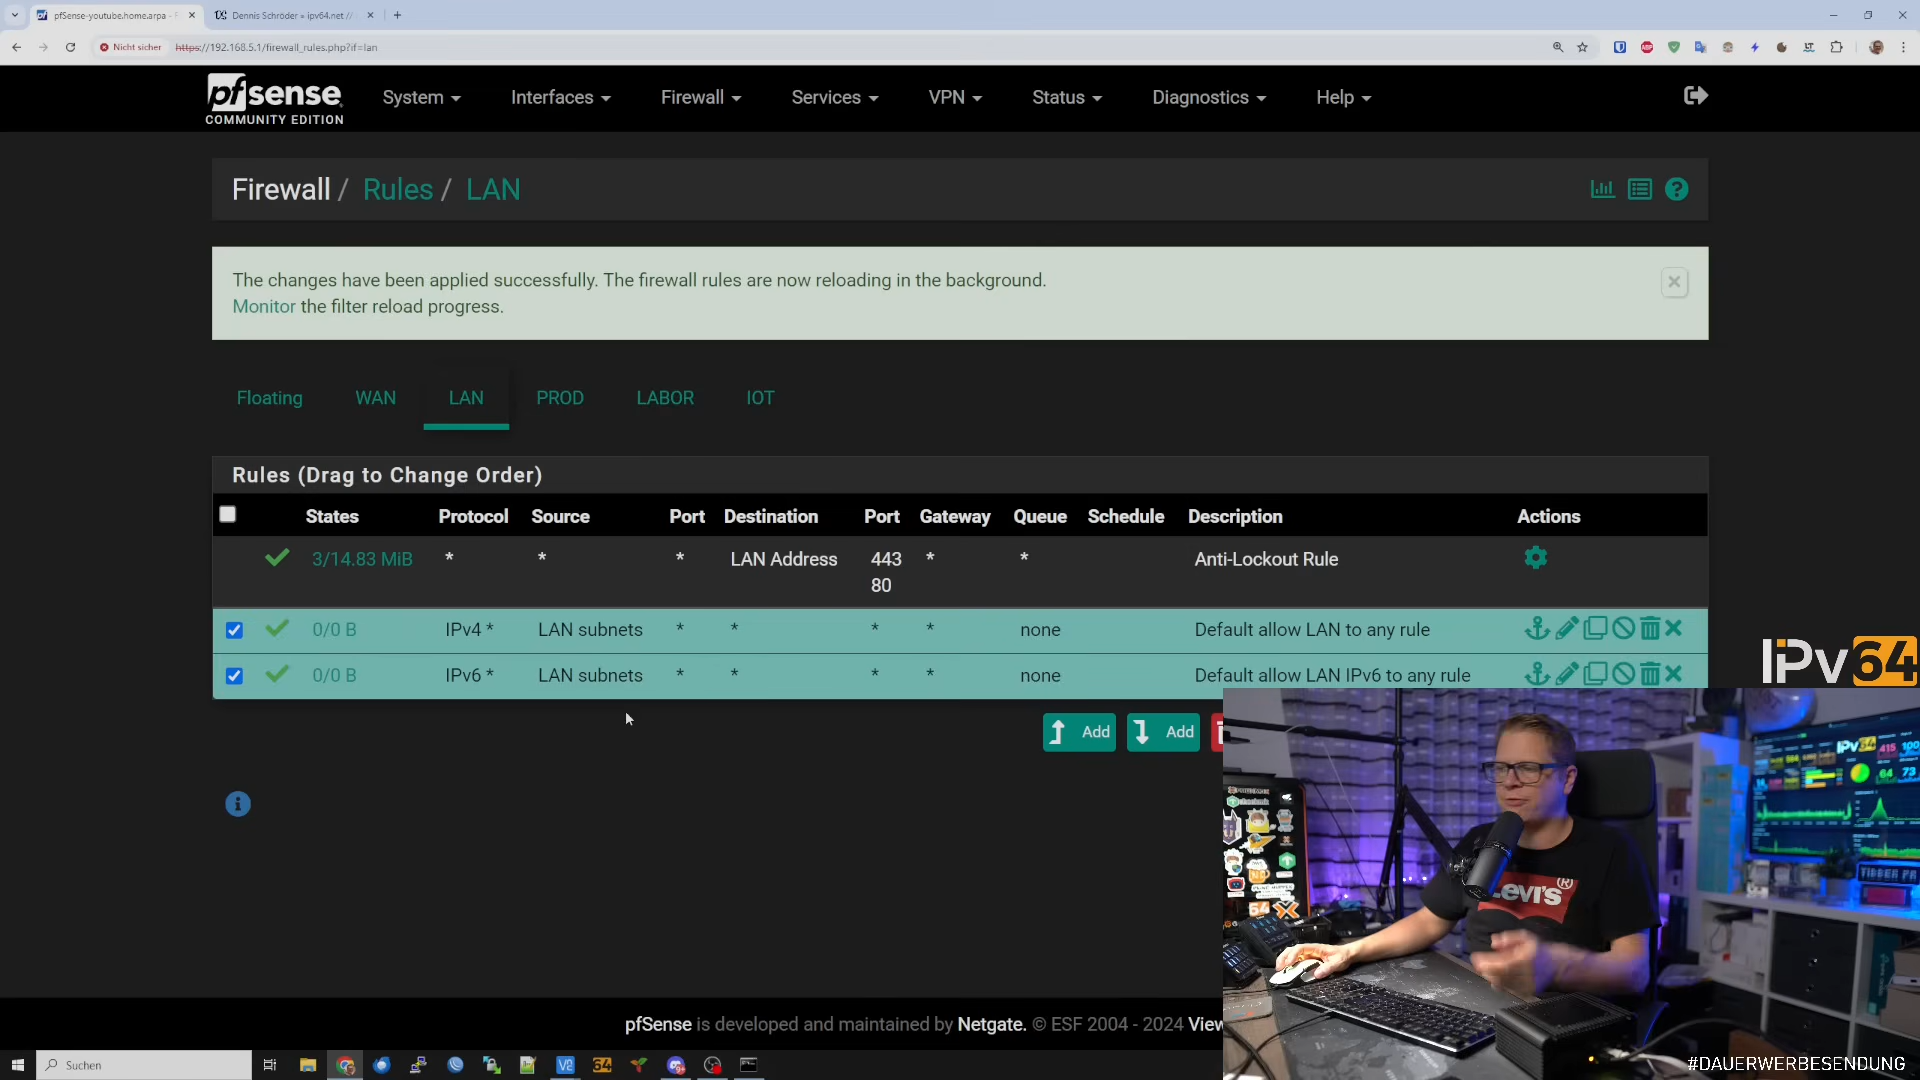 pfSense-youtube.home.arpa - F
Dennis Schröder » ipv64.net //
Nicht sicher
https://192.168.5.1/firewall_rules.php?if=lan
pfsense
COMMUNITY EDITION
System
Interfaces
Firewall
Services
VPN
Status
Diagnostics
Help
Firewall / Rules / LAN
The changes have been applied successfully. The firewall rules are now reloading in the background.
Monitor the filter reload progress.
Floating
WAN
LAN
PROD
LABOR
IOT
Rules (Drag to Change Order)
States Protocol Source Port Destination Port Gateway Queue Schedule Description Actions
3/14.83 MiB * * * LAN Address 443 * * Anti-Lockout Rule
80
0/0 B IPv4 * LAN subnets * * * * none Default allow LAN to any rule
0/0 B IPv6 * LAN subnets * * * * none Default allow LAN IPv6 to any rule
IPv64
Add
Add
Levi's®
pfSense is developed and maintained by Netgate. © ESF 2004 - 2024 View
Suchen
#DAUERWERBESENDUNG